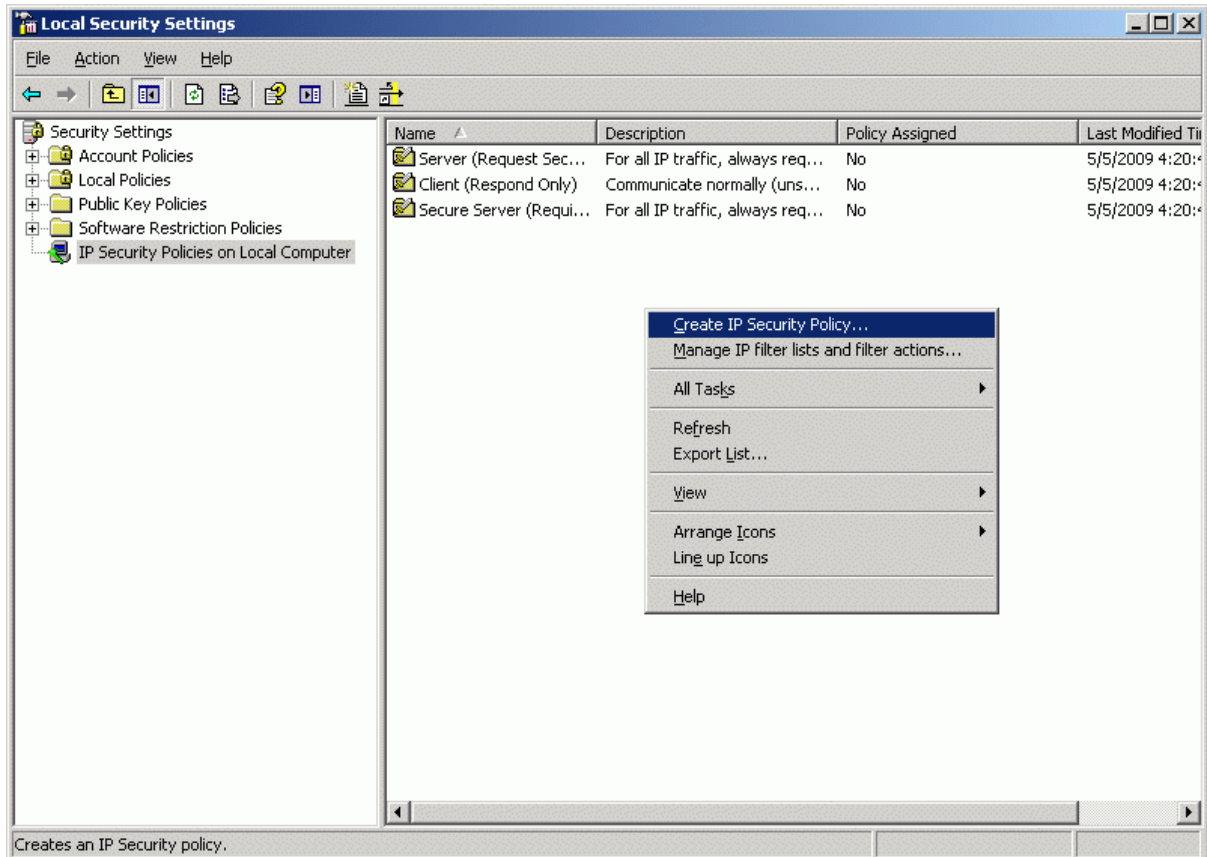 Local Security Settings
File Action View Help
Security Settings
Account Policies
Local Policies
Public Key Policies
Software Restriction Policies
IP Security Policies on Local Computer
Name Description Policy Assigned Last Modified Ti
Server (Request Sec... For all IP traffic, always req... No 5/5/2009 4:20:4
Client (Respond Only) Communicate normally (uns... No 5/5/2009 4:20:4
Secure Server (Requi... For all IP traffic, always req... No 5/5/2009 4:20:4
Create IP Security Policy...
Manage IP filter lists and filter actions...
All Tasks
Refresh
Export List...
View
Arrange Icons
Line up Icons
Help
Creates an IP Security policy.